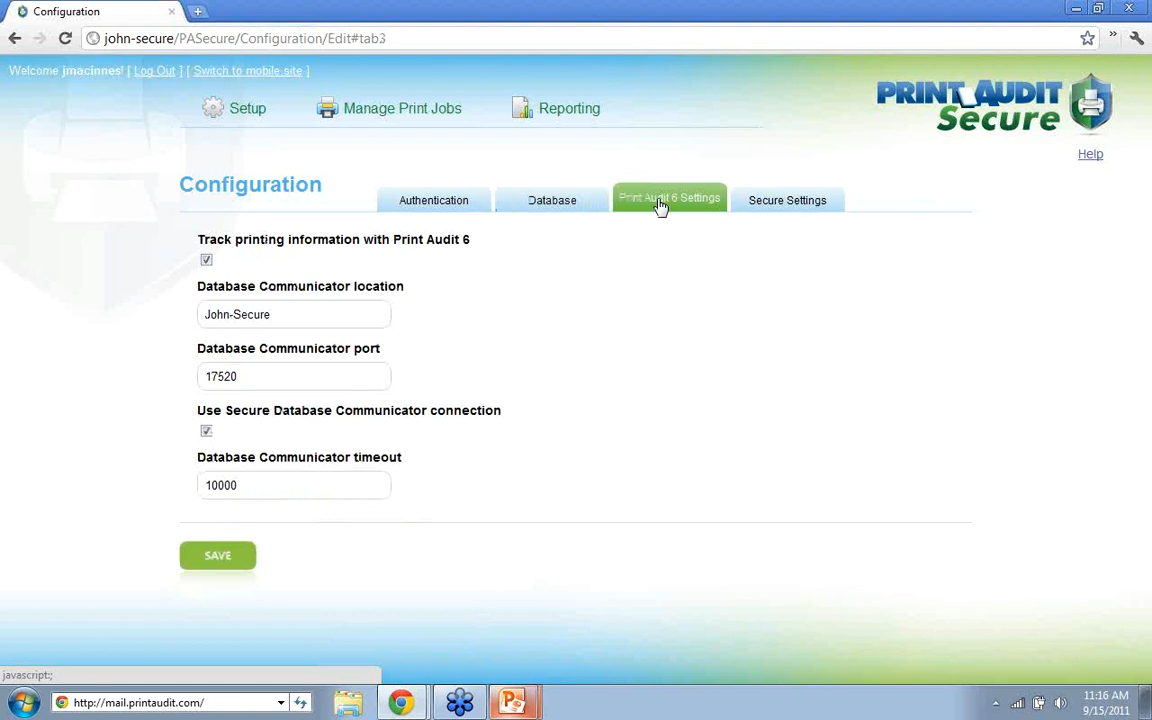 Configuration
john-secure/PASecure/Configuration/Edit#tab3
Welcome jmacinnes! [ Log Out ] [ Switch to mobile site ]
Setup
Manage Print Jobs
Reporting
PRINT AUDIT
Secure
Help
Configuration
Authentication
Database
Print Audit 6 Settings
Secure Settings
Track printing information with Print Audit 6
Database Communicator location
John-Secure
Database Communicator port
17520
Use Secure Database Communicator connection
Database Communicator timeout
10000
SAVE
javascript:;
http://mail.printaudit.com/
11:16 AM
9/15/2011